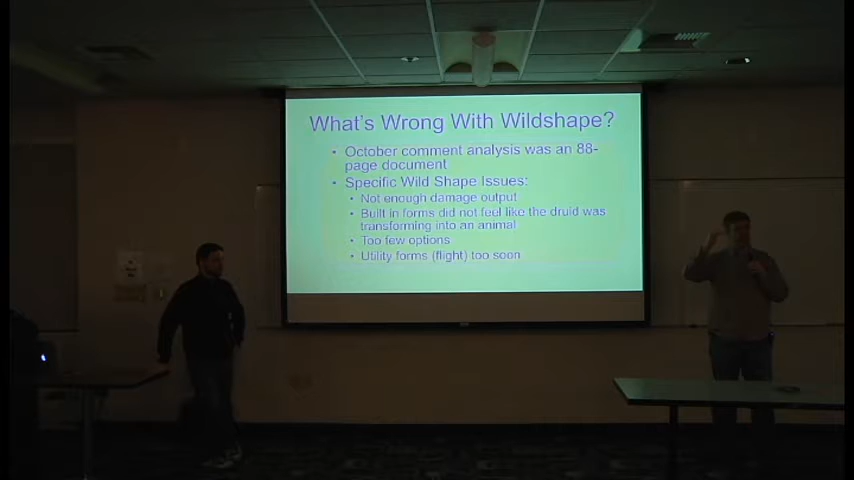 What's Wrong With Wildshape?
• October comment analysis was an 88-
page document
• Specific Wild Shape Issues:
• Not enough damage output
• Built in forms did not feel like the druid was
transforming into an animal
• Too few options
• Utility forms (flight) too soon